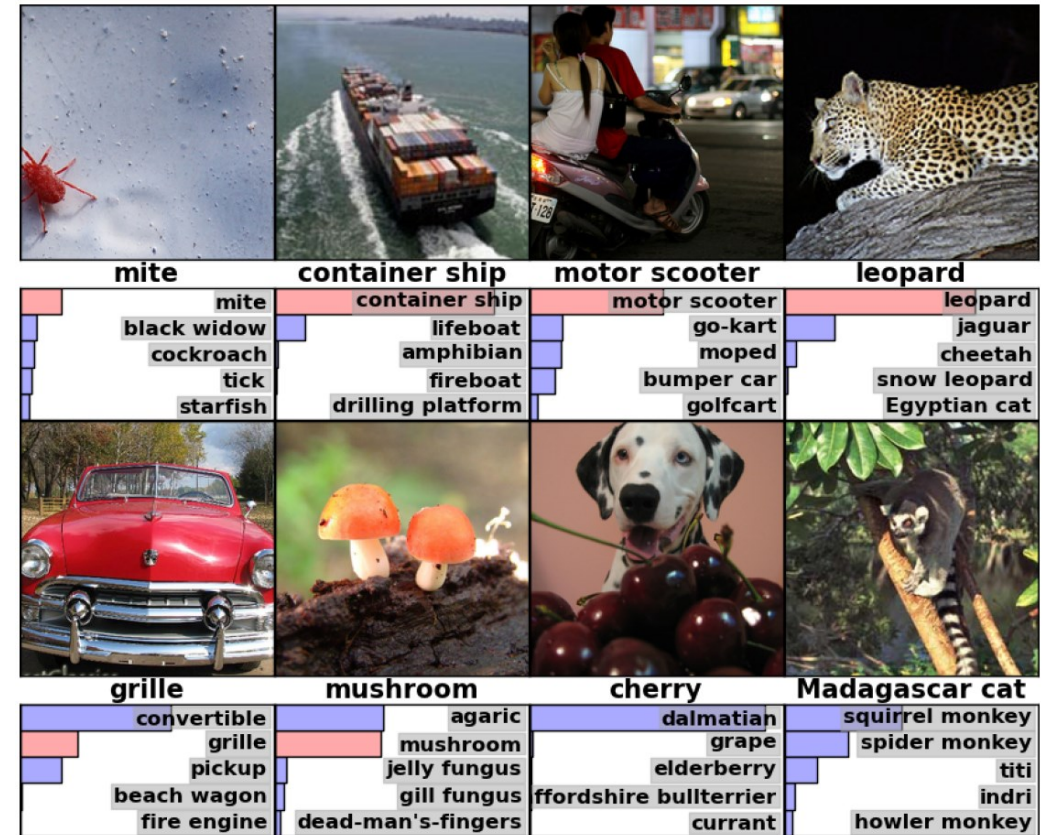 mite
container ship
motor scooter
leopard
mite
black widow
cockroach
tick
starfish
container ship
lifeboat
amphibian
fireboat
drilling platform
motor scooter
go-kart
moped
bumper car
golfcart
leopard
jaguar
cheetah
snow leopard
Egyptian cat
grille
mushroom
cherry
Madagascar cat
convertible
grille
pickup
beach wagon
fire engine
agaric
mushroom
jelly fungus
gill fungus
dead-man's-fingers
dalmatian
grape
elderberry
ffordshire bullterrier
currant
squirrel monkey
spider monkey
titi
indri
howler monkey